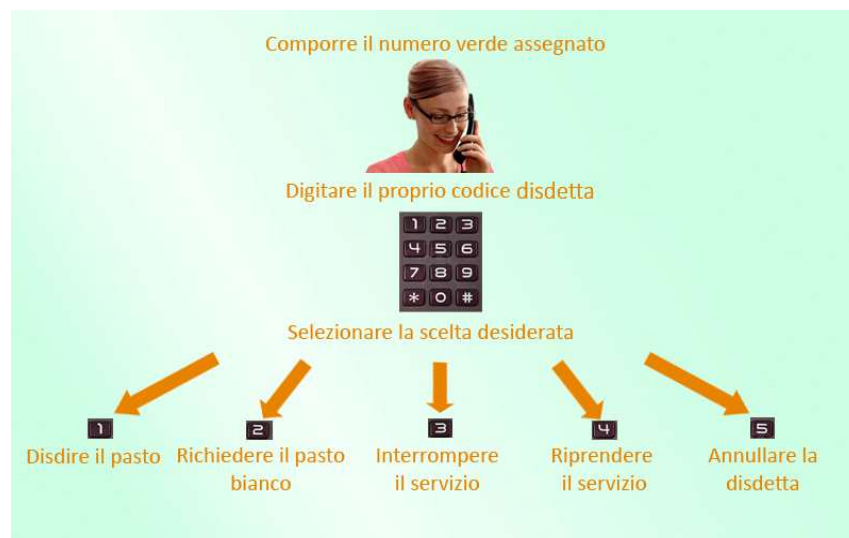 Comporre il numero verde assegnato
Digitare il proprio codice disdetta
1 2 3
4 5 6
7 8 9
* 0 #
Selezionare la scelta desiderata
1
Disdire il pasto
2
Richiedere il pasto
bianco
3
Interrompere
il servizio
4
Riprendere
il servizio
5
Annullare la
disdetta